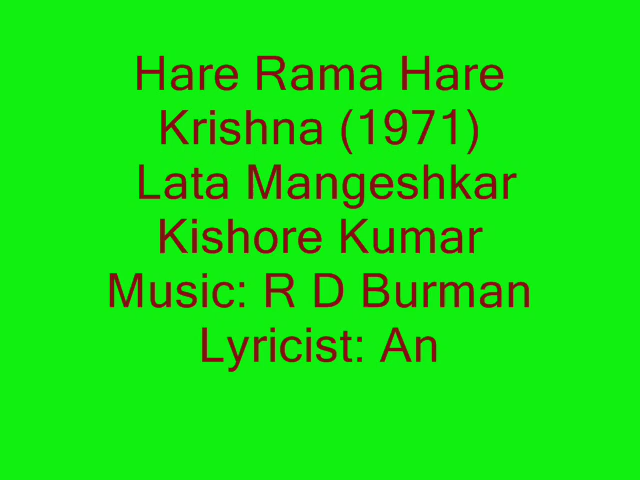 Hare Rama Hare
Krishna (1971)
Lata Mangeshkar
Kishore Kumar
Music: R D Burman
Lyricist: An